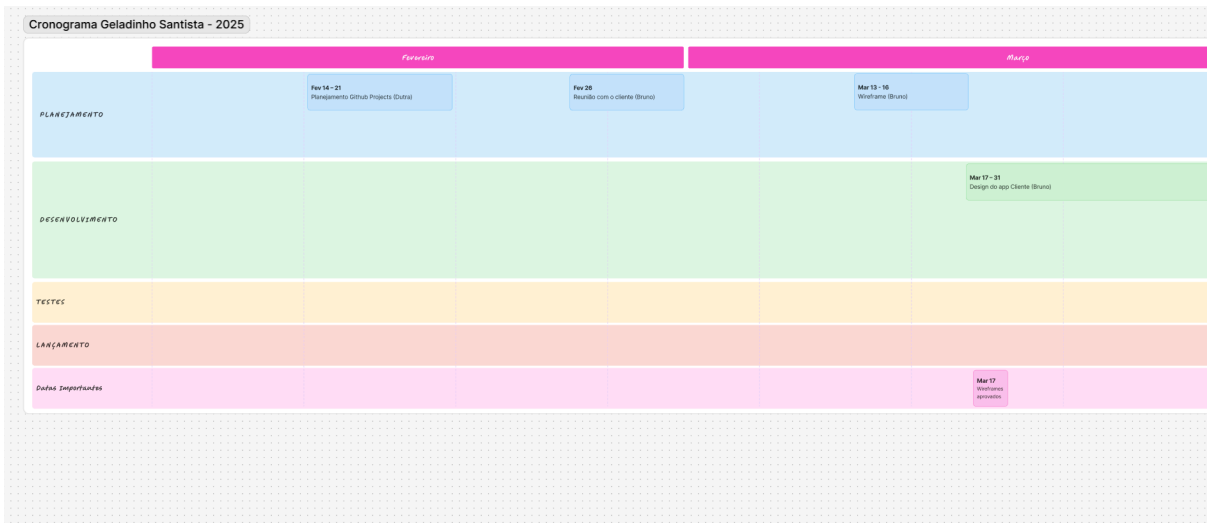 Cronograma Geladinho Santista - 2025
Fevereiro
Março
PLANEJAMENTO
Fev 14 – 21
Planejamento Github Projects (Dutra)
Fev 26
Reunião com o cliente (Bruno)
Mar 13 - 16
Wireframe (Bruno)
DESENVOLVIMENTO
Mar 17 – 31
Design do app Cliente (Bruno)
TESTES
LANÇAMENTO
Datas Importantes
Mar 17
Wireframes
aprovados